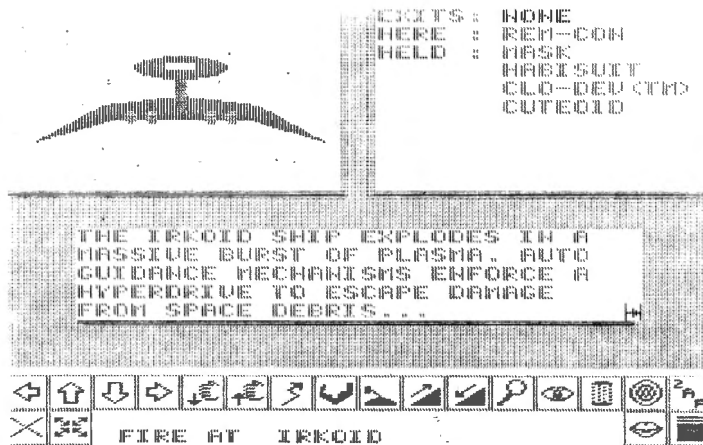 EXITS: NONE
HERE : REM-CON
HELD : MASK
HABISUIT
CLO-DEV<TM>
CUTEOID
THE IRKOID SHIP EXPLODES IN A
MASSIVE BURST OF PLASMA. AUTO
GUIDANCE MECHANISMS ENFORCE A
HYPERDRIVE TO ESCAPE DAMAGE
FROM SPACE DEBRIS...
FIRE AT IRKOID